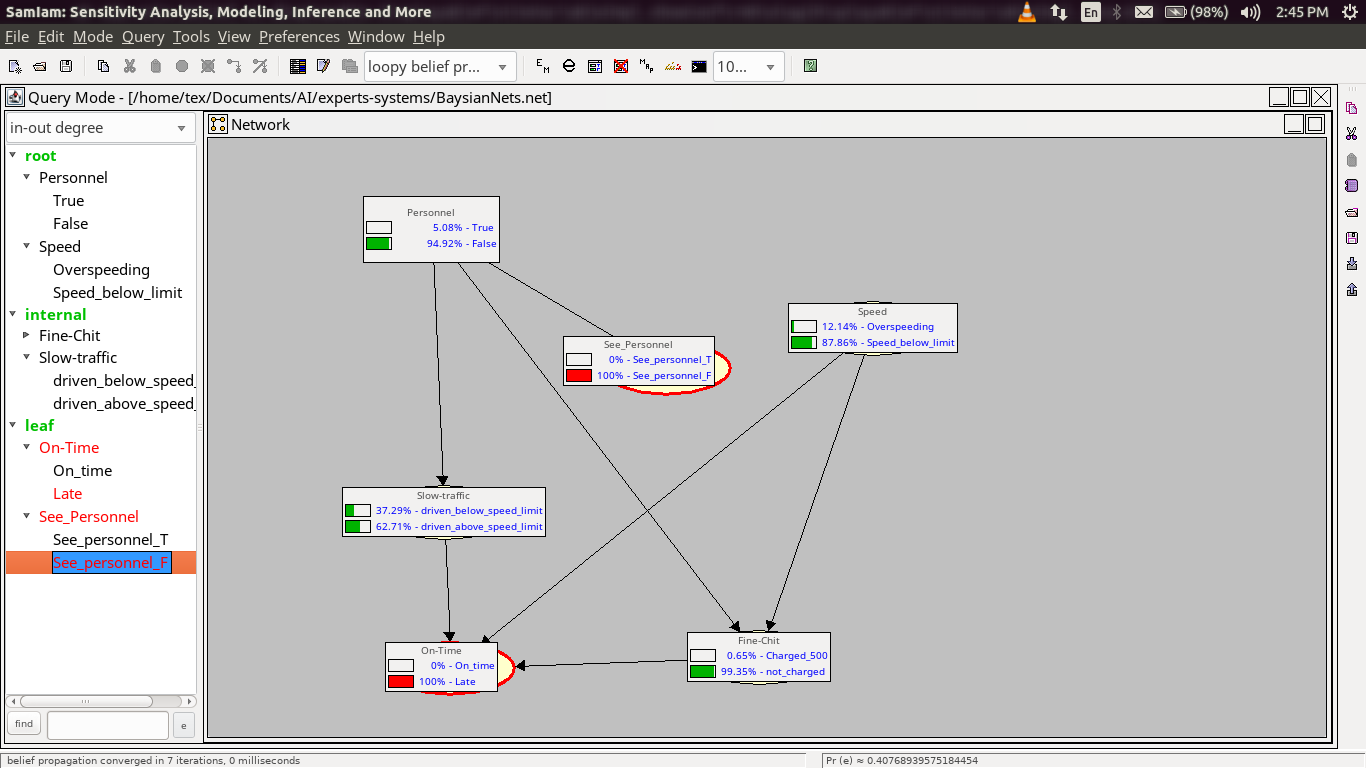 SamIam: Sensitivity Analysis, Modeling, Inference and More
En
(98%)
2:45 PM
File Edit Mode Query Tools View Preferences Window Help
loopy belief pr...
10...
Query Mode - [/home/tex/Documents/AI/experts-systems/BaysianNets.net]
in-out degree
root
Personnel
True
False
Speed
Overspeeding
Speed_below_limit
internal
Fine-Chit
Slow-traffic
driven_below_speed_
driven_above_speed_
leaf
On-Time
On_time
Late
See_Personnel
See_personnel_T
See_personnel_F
find
e
Network
Personnel
5.08% - True
94.92% - False
See_Personnel
0% - See_personnel_T
100% - See_personnel_F
Speed
12.14% - Overspeeding
87.86% - Speed_below_limit
Slow-traffic
37.29% - driven_below_speed_limit
62.71% - driven_above_speed_limit
On-Time
0% - On_time
100% - Late
Fine-Chit
0.65% - Charged_500
99.35% - not_charged
belief propagation converged in 7 iterations, 0 milliseconds
Pr (e) ≈ 0.40768939575184454